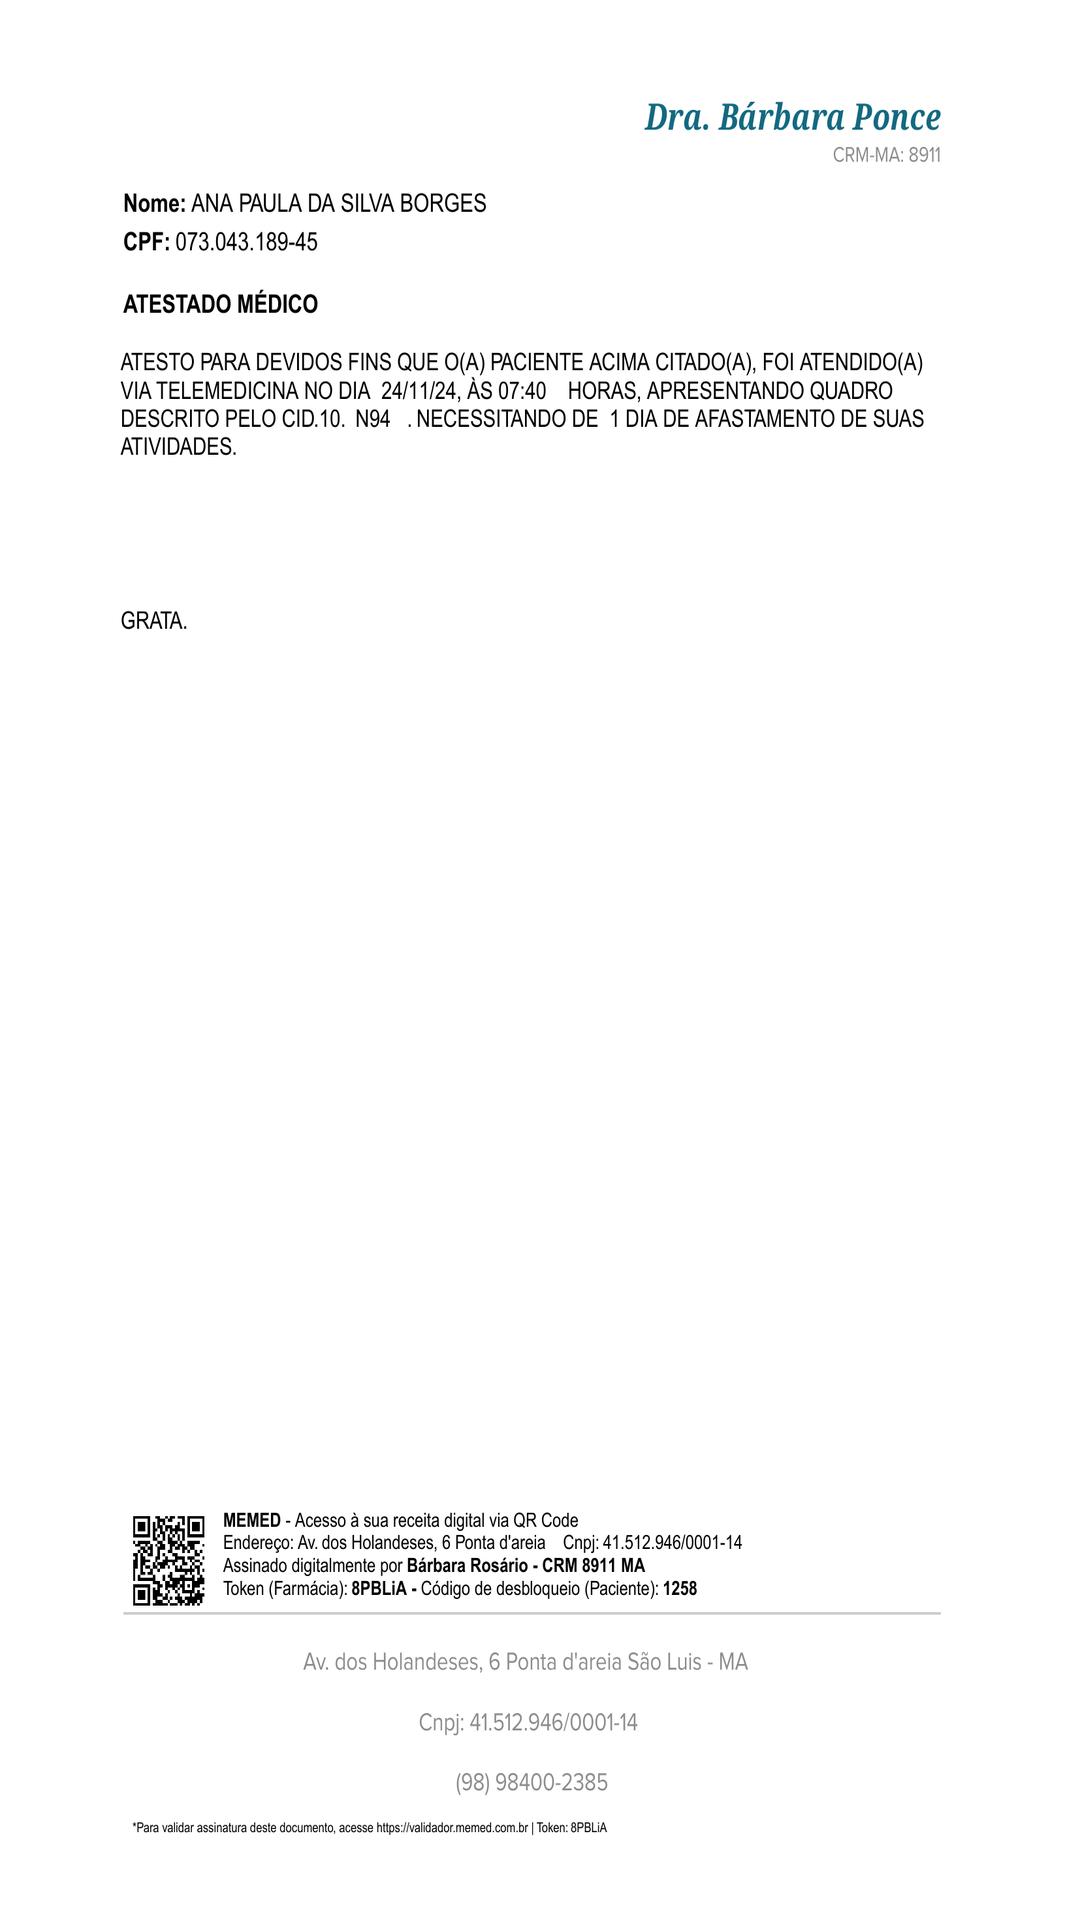 Dra. Bárbara Ponce
CRM-MA: 8911
Nome: ANA PAULA DA SILVA BORGES
CPF: 073.043.189-45
ATESTADO MÉDICO
ATESTO PARA DEVIDOS FINS QUE O(A) PACIENTE ACIMA CITADO(A), FOI ATENDIDO(A)
VIA TELEMEDICINA NO DIA 24/11/24, ÀS 07:40 HORAS, APRESENTANDO QUADRO
DESCRITO PELO CID.10. N94 . NECESSITANDO DE 1 DIA DE AFASTAMENTO DE SUAS
ATIVIDADES.
GRATA.
MEMED - Acesso à sua receita digital via QR Code
Endereço: Av. dos Holandeses, 6 Ponta d'areia Cnpj: 41.512.946/0001-14
Assinado digitalmente por Bárbara Rosário - CRM 8911 MA
Token (Farmácia): 8PBLiA - Código de desbloqueio (Paciente): 1258
Av. dos Holandeses, 6 Ponta d'areia São Luis - MA
Cnpj: 41.512.946/0001-14
(98) 98400-2385
*Para validar assinatura deste documento, acesse https://validador.memed.com.br | Token: 8PBLiA